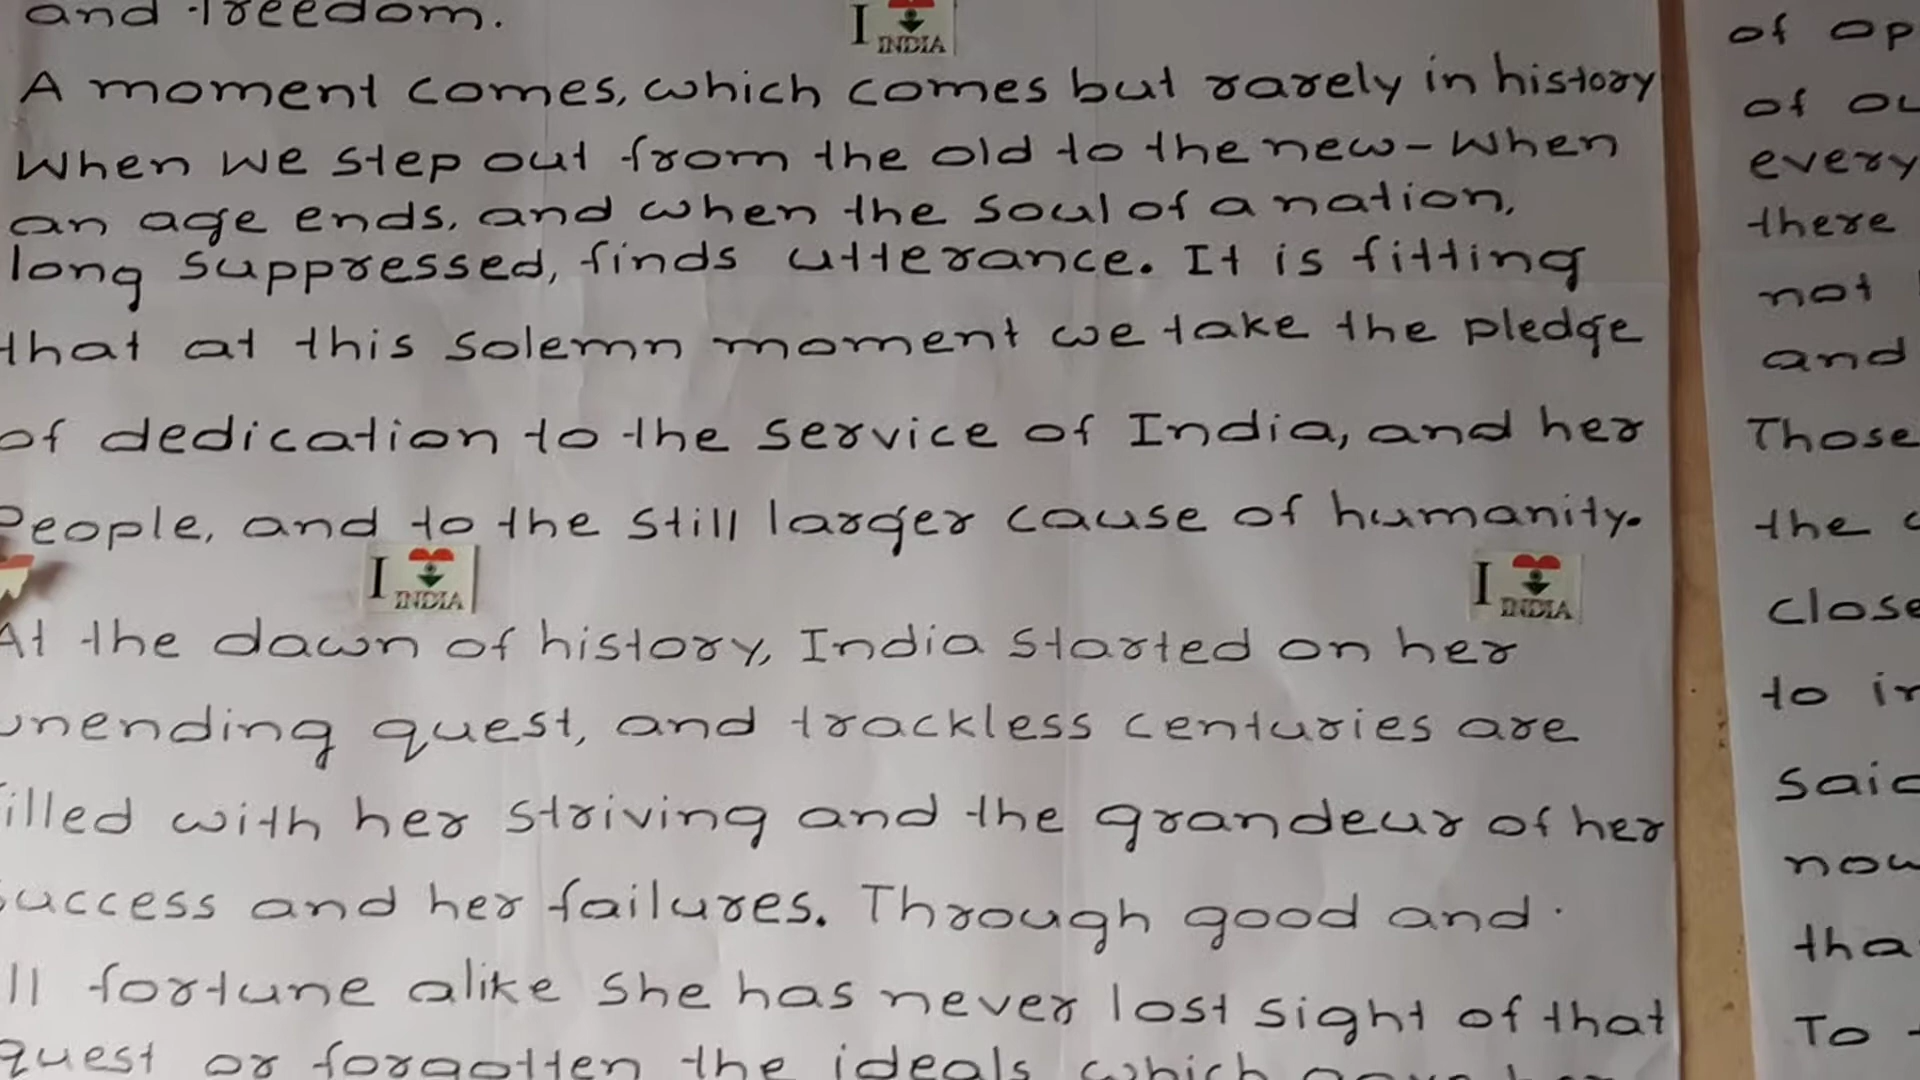 and freedom.
I INDIA
A moment comes, which comes but rarely in history
When we step out from the old to the new - When
an age ends, and when the soul of a nation,
long suppressed, finds utterance. It is fitting
that at this solemn moment we take the pledge
of dedication to the service of India, and her
People, and to the still larger cause of humanity.
I INDIA
I INDIA
At the dawn of history, India started on her
unending quest, and trackless centuries are
filled with her striving and the grandeur of her
success and her failures. Through good and
ill fortune alike she has never lost sight of that
quest or forgotten the ideals which
of op
of ou
every
there
not
and
Those
the c
close
to in
said
now
tha
To